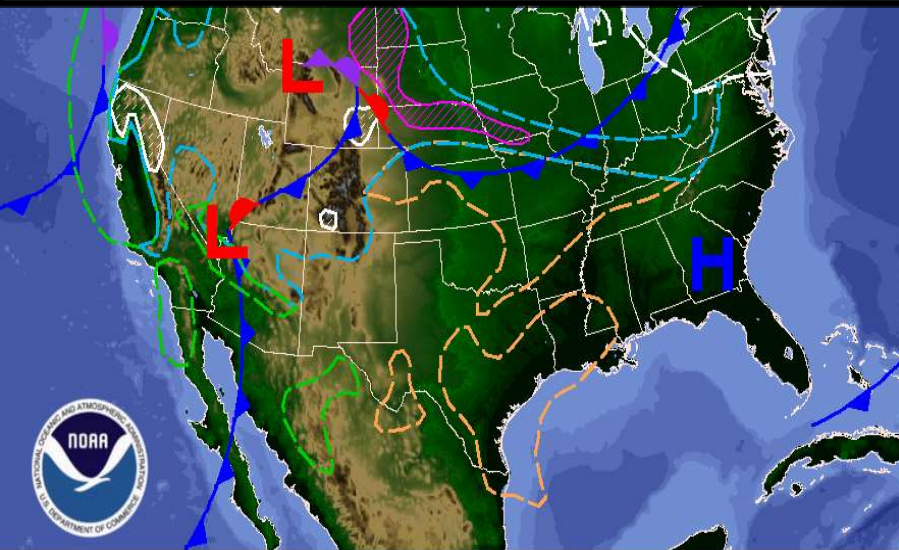 L
L
H
NATIONAL OCEANIC AND ATMOSPHERIC ADMINISTRATION
NOAA
U.S. DEPARTMENT OF COMMERCE